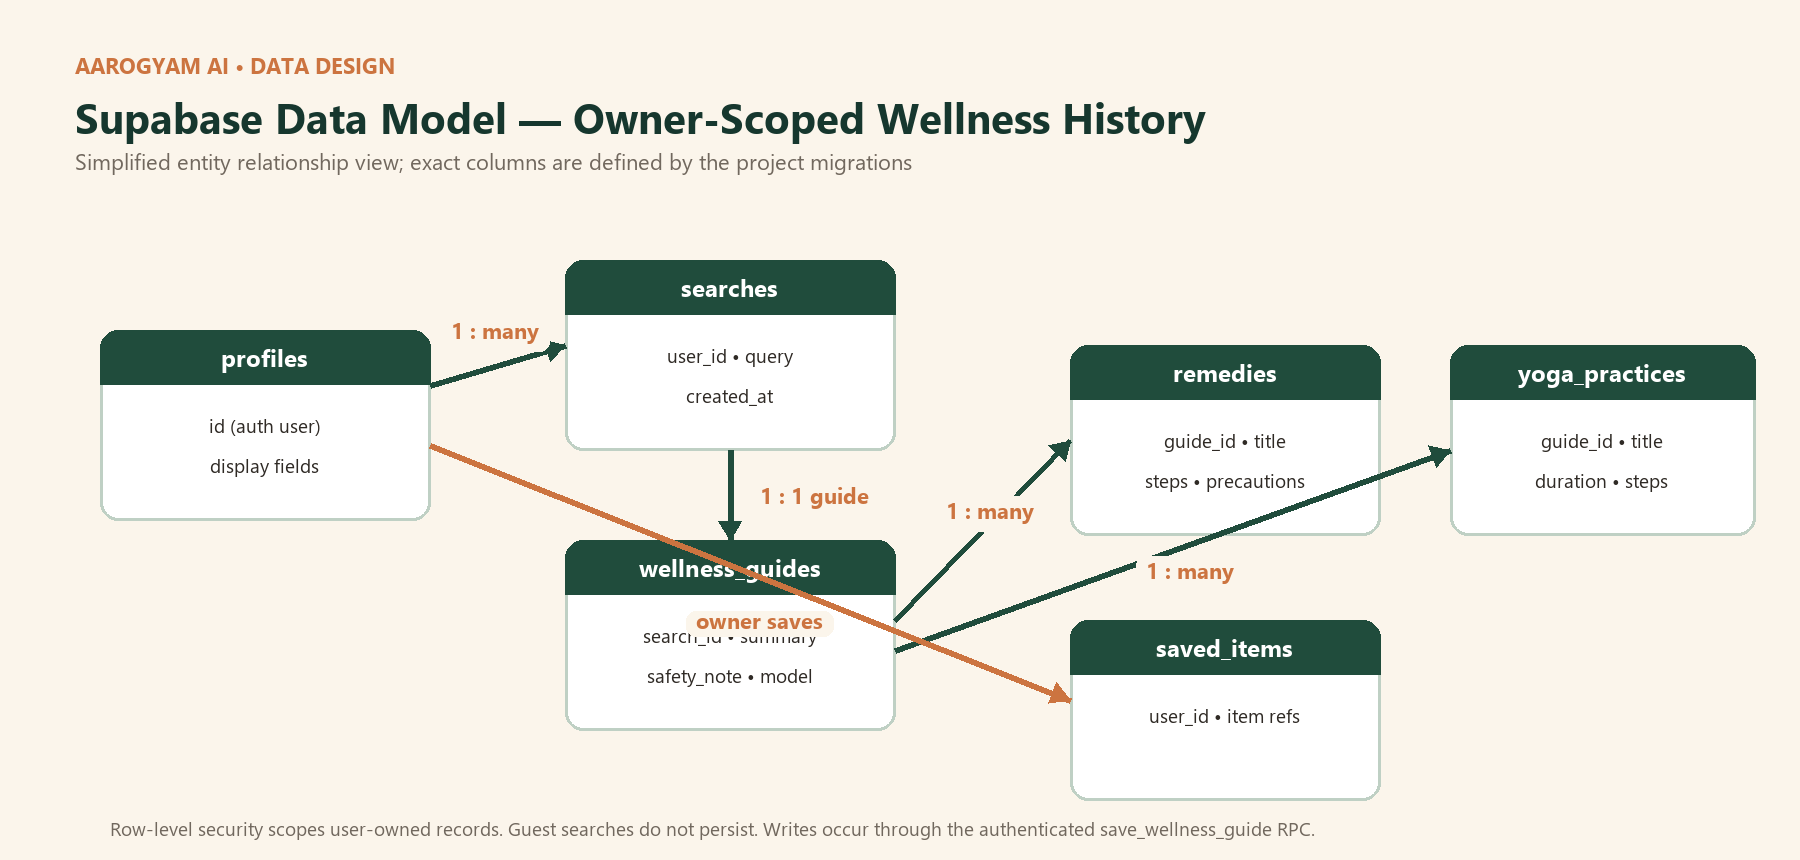 AAROGYAM AI • DATA DESIGN
Supabase Data Model — Owner-Scoped Wellness History
Simplified entity relationship view; exact columns are defined by the project migrations
profiles
id (auth user)
display fields
1 : many
searches
user_id • query
created_at
1 : 1 guide
wellness_guides
owner saves
search_id • summary
safety_note • model
1 : many
remedies
guide_id • title
steps • precautions
1 : many
yoga_practices
guide_id • title
duration • steps
saved_items
user_id • item refs
Row-level security scopes user-owned records. Guest searches do not persist. Writes occur through the authenticated save_wellness_guide RPC.